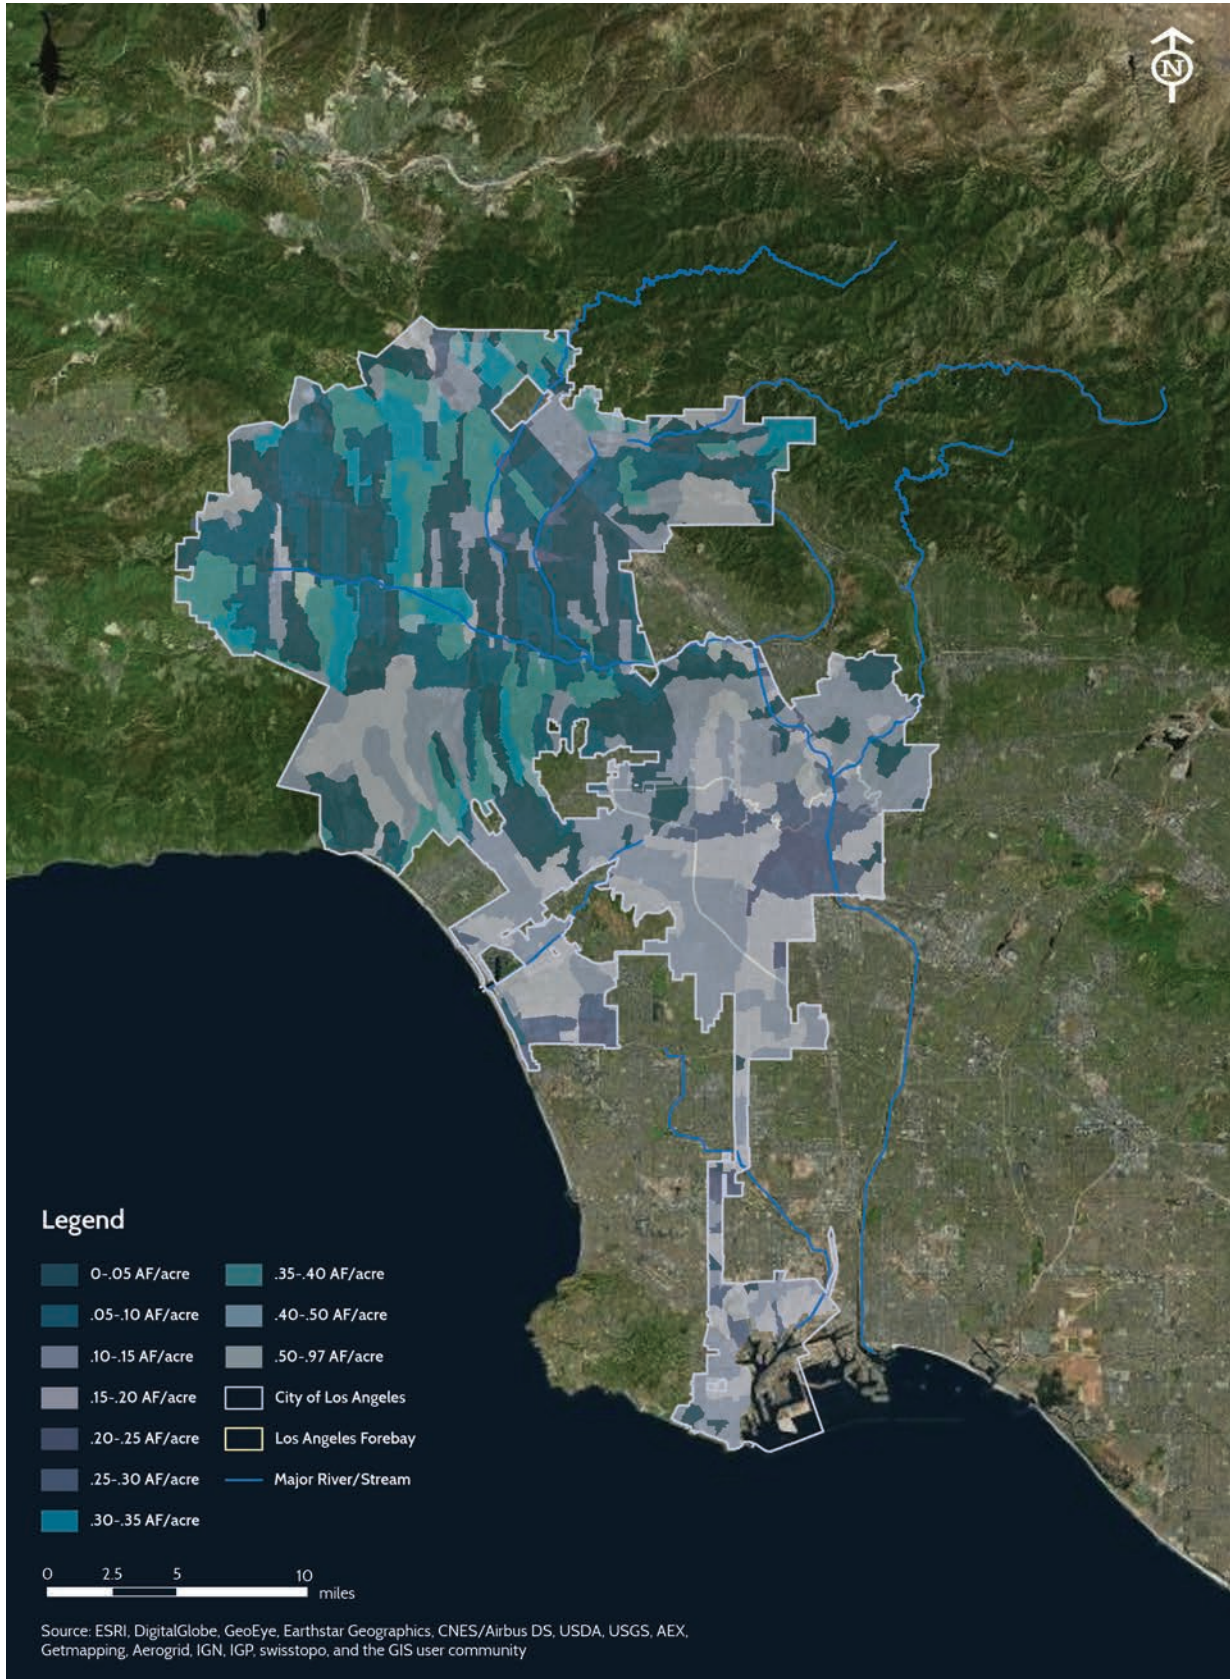 N
Legend
0-.05 AF/acre
.05-.10 AF/acre
.10-.15 AF/acre
.15-.20 AF/acre
.20-.25 AF/acre
.25-.30 AF/acre
.30-.35 AF/acre
.35-.40 AF/acre
.40-.50 AF/acre
.50-.97 AF/acre
City of Los Angeles
Los Angeles Forebay
Major River/Stream
0 2.5 5 10
miles
Source: ESRI, DigitalGlobe, GeoEye, Earthstar Geographics, CNES/Airbus DS, USDA, USGS, AEX,
Getmapping, Aerogrid, IGN, IGP, swisstopo, and the GIS user community